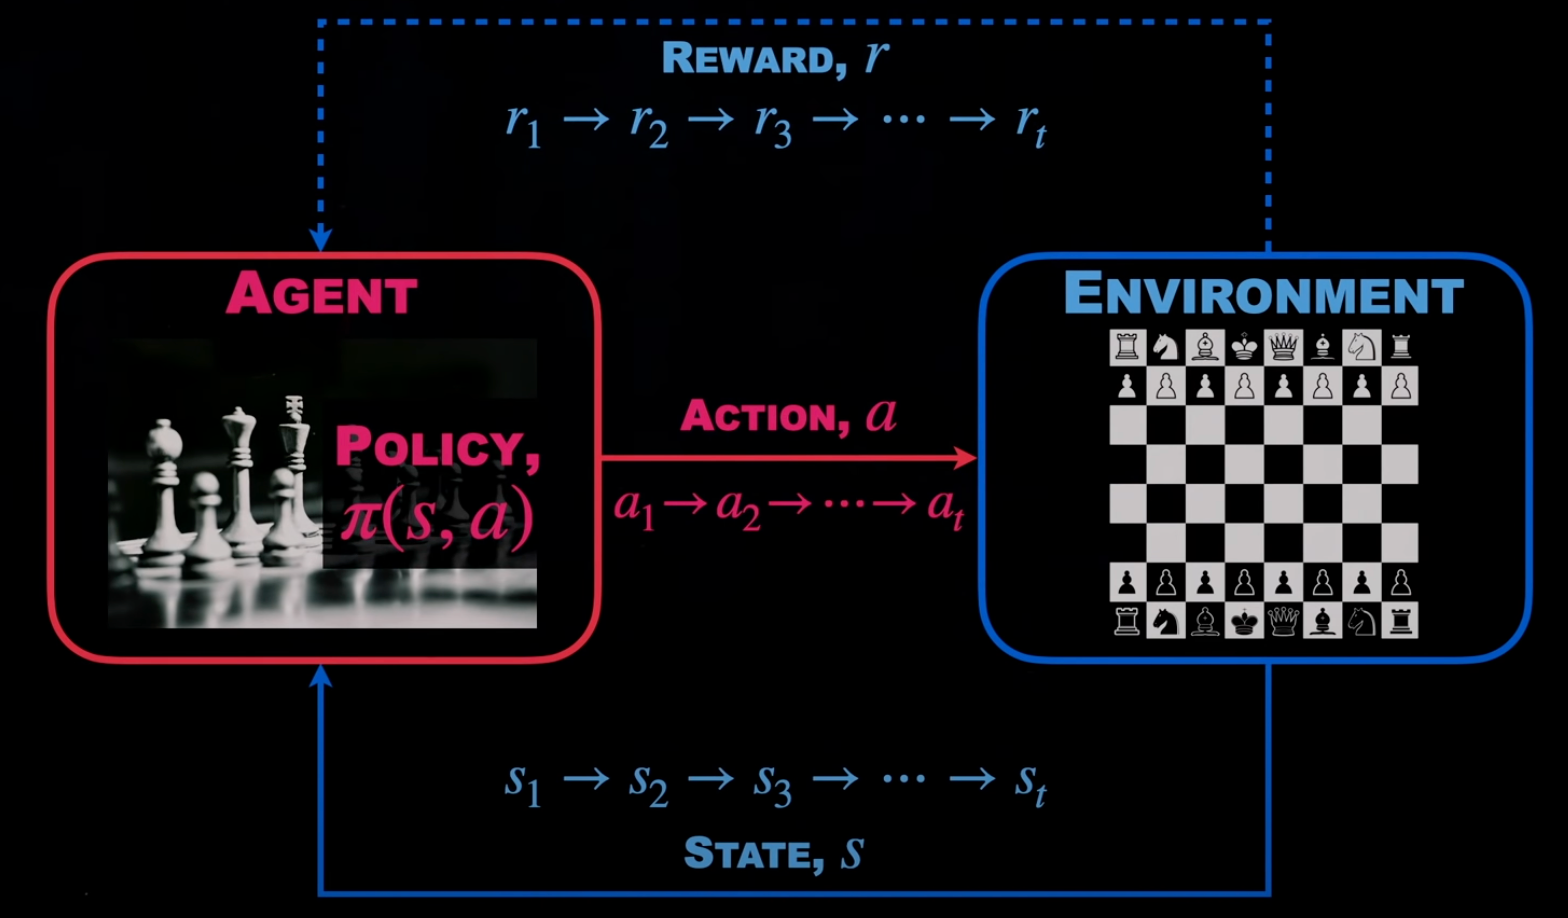 REWARD, r
r₁ → r₂ → r₃ → ⋯ → rₜ
AGENT
POLICY,
π(s, a)
ACTION, a
a₁→a₂→⋯→aₜ
ENVIRONMENT
s₁ → s₂ → s₃ → ⋯ → sₜ
STATE, s